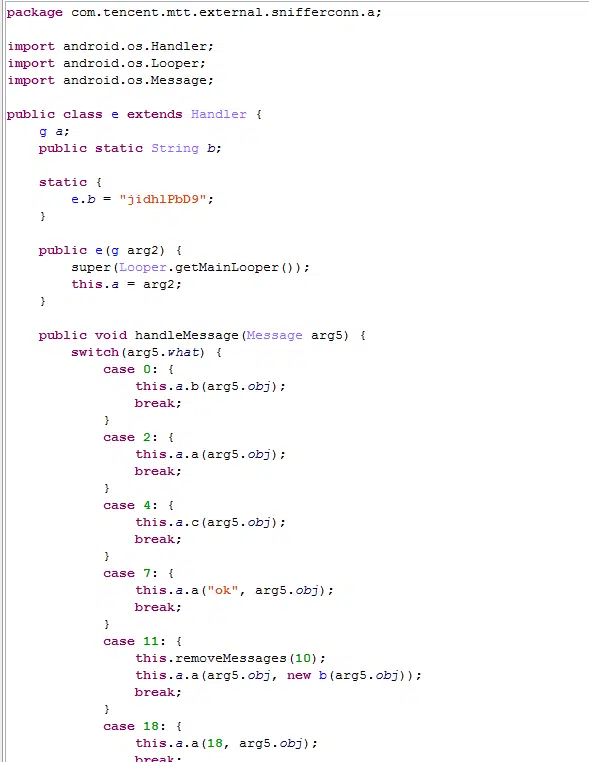 package com.tencent.mtt.external.snifferconn.a;
import android.os.Handler;
import android.os.Looper;
import android.os.Message;
public class e extends Handler {
g a;
public static String b;
static {
e.b = "jidhlPbD9";
}
public e(g arg2) {
super(Looper.getMainLooper());
this.a = arg2;
}
public void handleMessage(Message arg5) {
switch(arg5.what) {
case 0: {
this.a.b(arg5.obj);
break;
}
case 2: {
this.a.a(arg5.obj);
break;
}
case 4: {
this.a.c(arg5.obj);
break;
}
case 7: {
this.a.a("ok", arg5.obj);
break;
}
case 11: {
this.removeMessages(10);
this.a.a(arg5.obj, new b(arg5.obj));
break;
}
case 18: {
this.a.a(18, arg5.obj);
break;